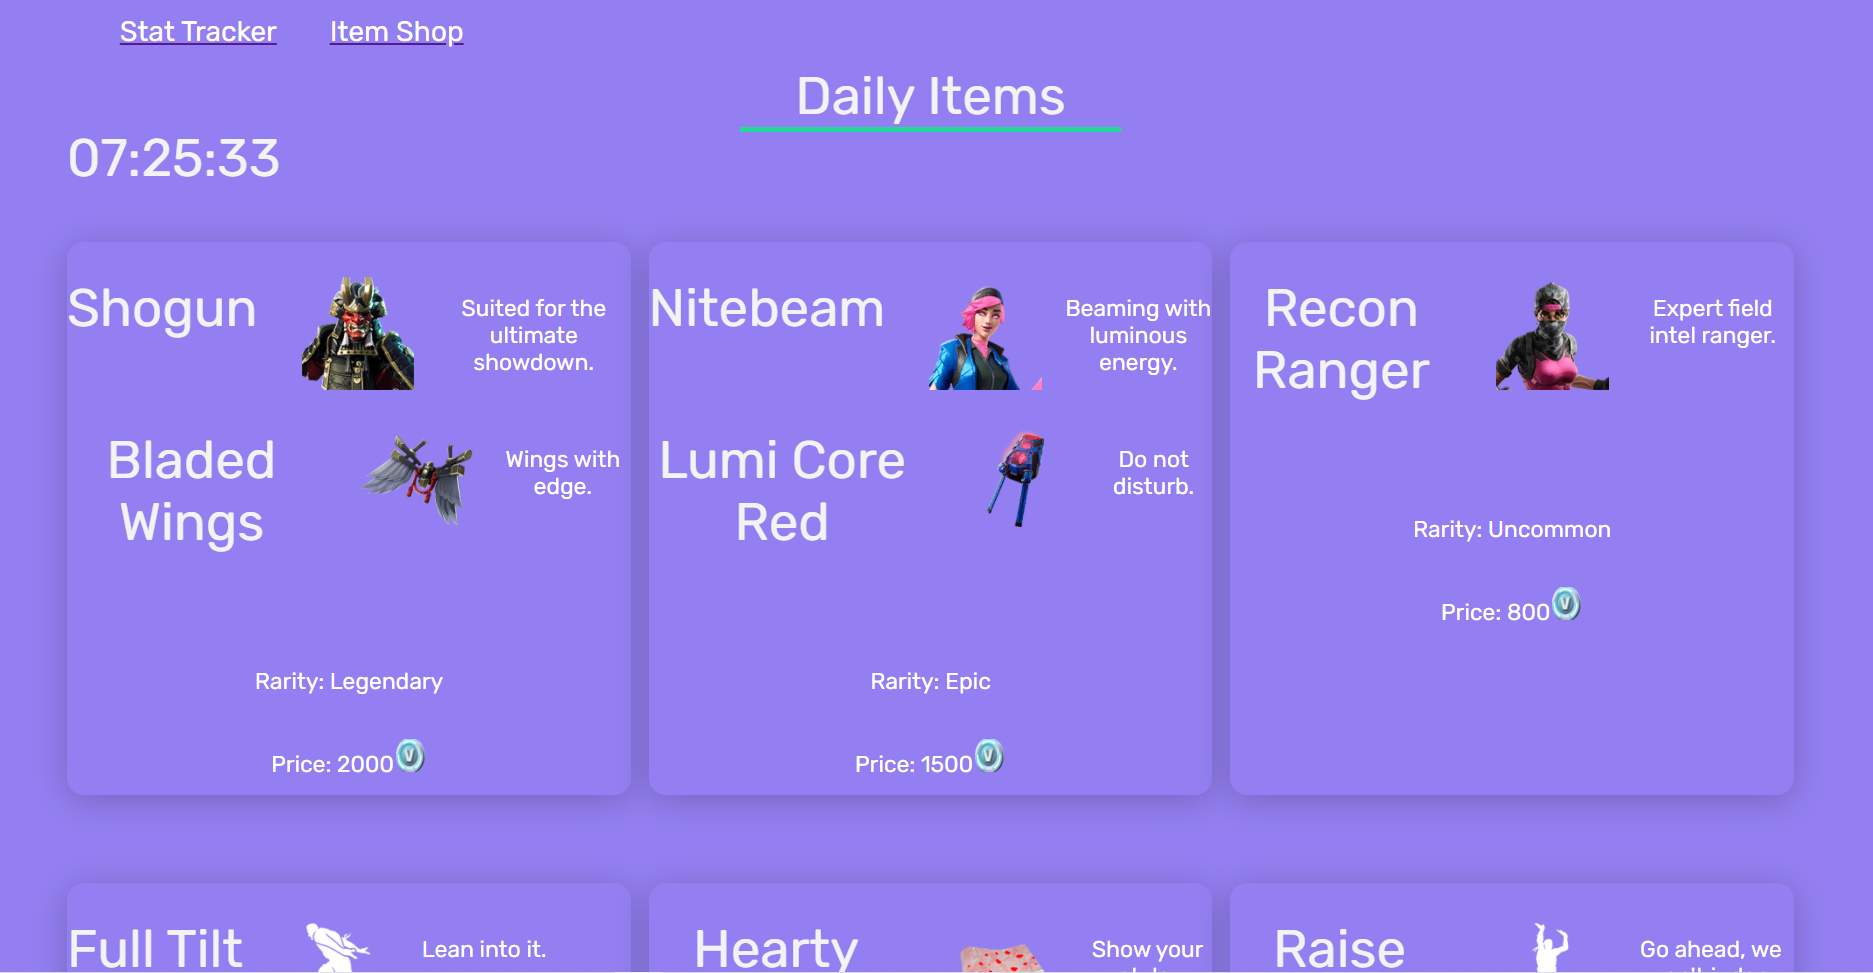 Stat Tracker Item Shop
Daily Items
07:25:33
Shogun
Suited for the
ultimate
showdown.
Bladed
Wings
Wings with
edge.
Rarity: Legendary
Price: 2000
Nitebeam
Beaming with
luminous
energy.
Lumi Core
Red
Do not
disturb.
Rarity: Epic
Price: 1500
Recon
Ranger
Expert field
intel ranger.
Rarity: Uncommon
Price: 800
Full Tilt
Lean into it.
Hearty
Show your
Raise
Go ahead, we